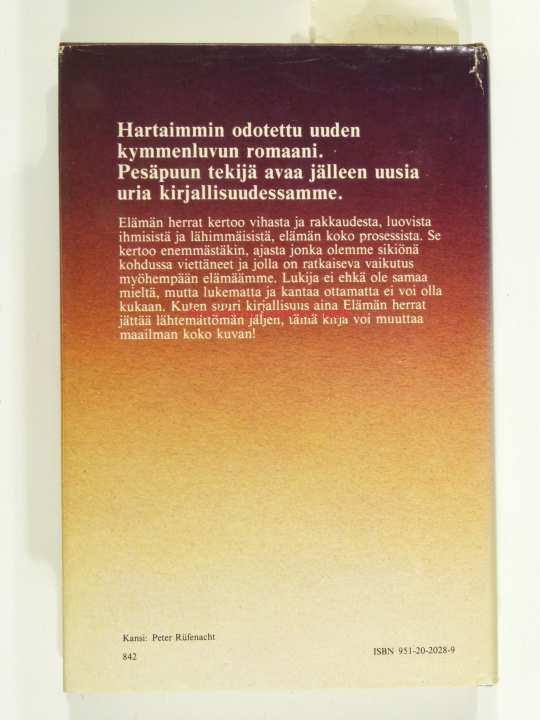 Hartaimmin odotettu uuden
kymmenluvun romaani.
Pesäpuun tekijä avaa jälleen uusia
uria kirjallisuudessamme.
Elämän herrat kertoo vihasta ja rakkaudesta, luovista
ihmisistä ja lähimmäisistä, elämän koko prosessista. Se
kertoo enemmästäkin, ajasta jonka olemme sikiönä
kohdussa viettäneet ja jolla on ratkaiseva vaikutus
myöhempään elämäämme. Lukija ei ehkä ole samaa
mieltä, mutta lukematta ja kantaa ottamatta ei voi olla
kukaan. Kuten suuri kirjallisuus aina Elämän herrat
jättää lähtemättömän jäljen, tämä kirja voi muuttaa
maailman koko kuvan!
Kansi: Peter Rüfenacht
842
ISBN 951-20-2028-9